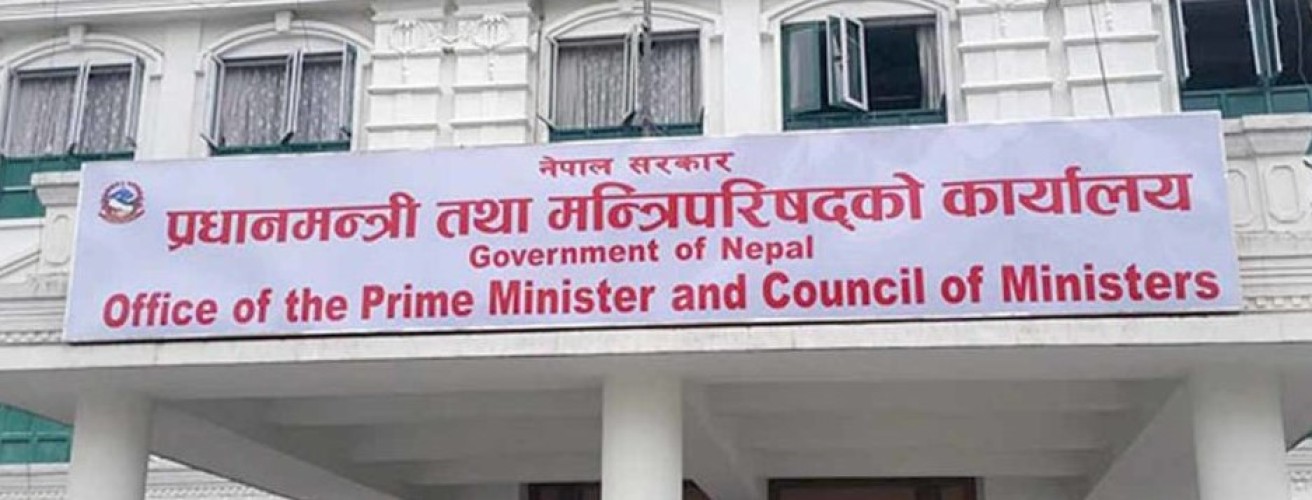 नेपाल सरकार
प्रधानमन्त्री तथा मन्त्रिपरिषद्को कार्यालय
Government of Nepal
Office of the Prime Minister and Council of Ministers